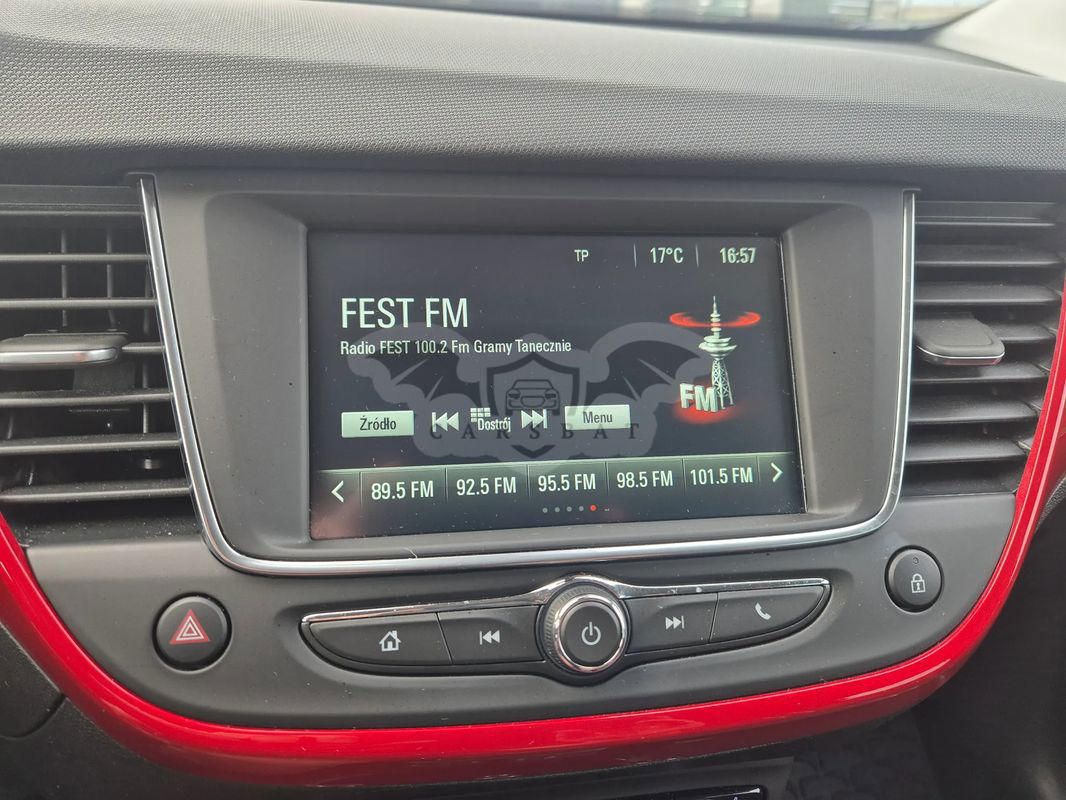 TP 17°C 16:57
FEST FM
Radio FEST 100.2 Fm Gramy Tanecznie
FM
Źródło Dostrój Menu
CARSBAT
89.5 FM 92.5 FM 95.5 FM 98.5 FM 101.5 FM